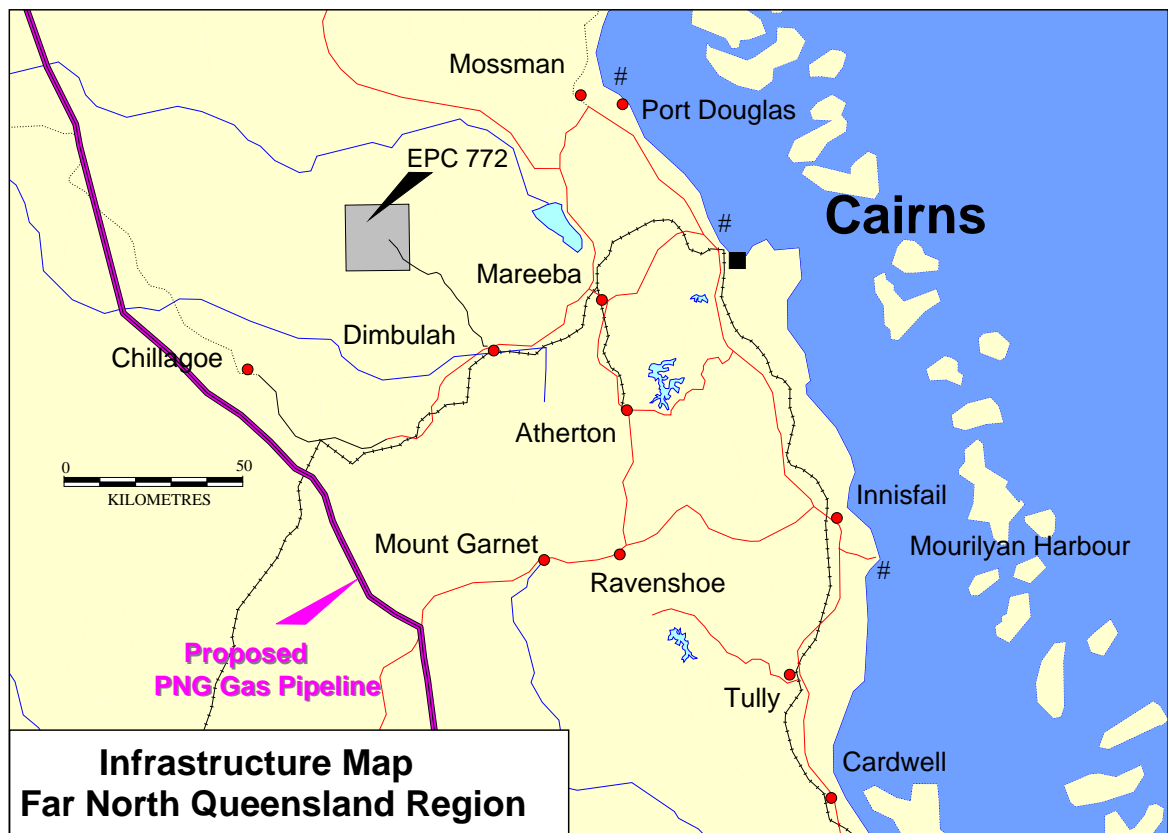 Mossman
#
Port Douglas
EPC 772
Cairns
#
Mareeba
Dimbulah
Chillagoe
Atherton
0 50
KILOMETRES
Innisfail
Mount Garnet
Mourilyan Harbour
#
Ravenshoe
Proposed
PNG Gas Pipeline
Tully
Cardwell
Infrastructure Map
Far North Queensland Region